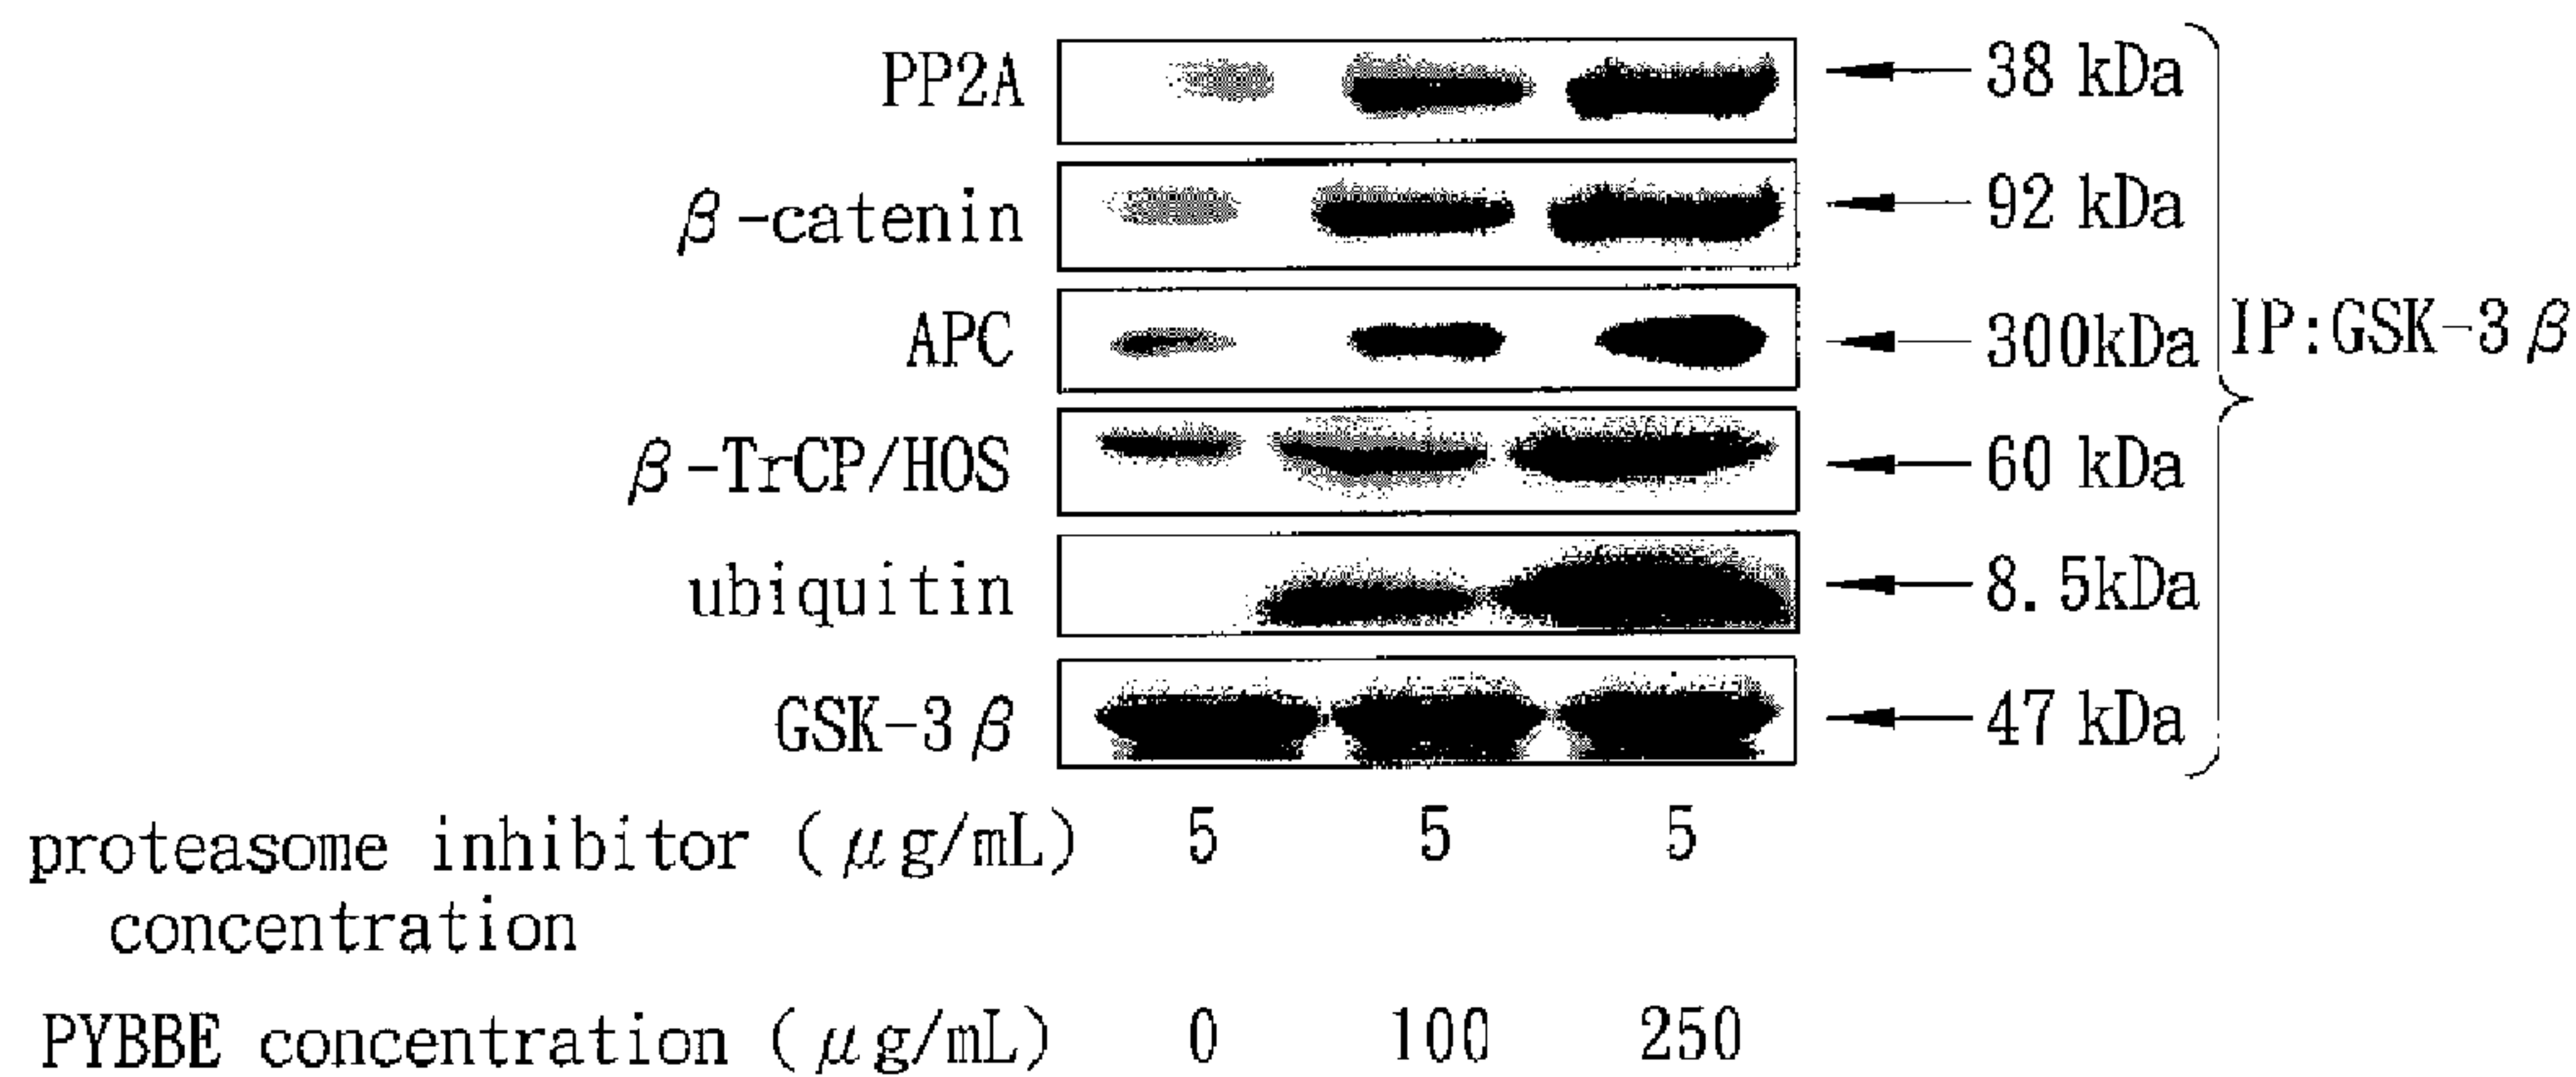 PP2A 38 kDa
β-catenin 92 kDa
APC 300kDa IP:GSK-3β
β-TrCP/HOS 60 kDa
ubiquitin 8.5kDa
GSK-3β 47 kDa
proteasome inhibitor (μg/mL) 5 5 5
concentration
PYBBE concentration (μg/mL) 0 100 250